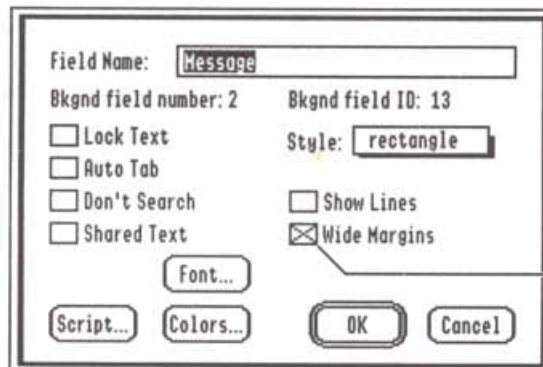 Field Name: Message
Bkgnd field number: 2 Bkgnd field ID: 13
Lock Text
Style: rectangle
Auto Tab
Don't Search
Show Lines
Shared Text
Wide Margins
Font...
Script... Colors... OK Cancel